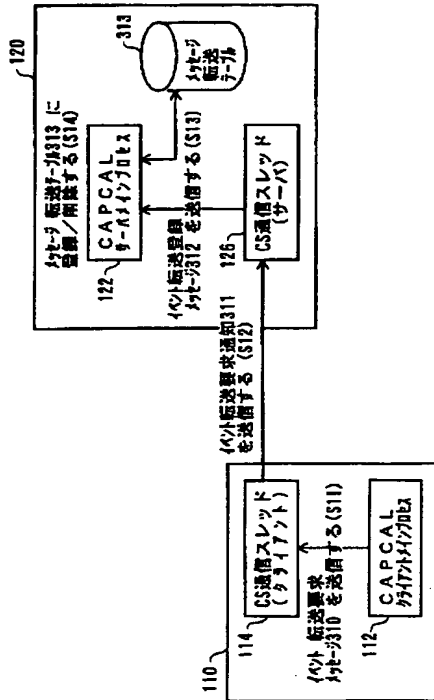 120
313
メッセージ 転送テーブル313 に
登録/削除する(S14)
CAPCAL
サーバメインプロセス
メッセージ
転送
テーブル
122
イベント転送登録
メッセージ312 を送信する(S13)
CS通信スレッド
(サーバ)
126
イベント転送要求通知311
を送信する (S12)
110
CS通信スレッド
(クライアント)
114
イベント 転送要求
メッセージ310 を送信する(S11)
CAPCAL
クライアントメインプロセス
112